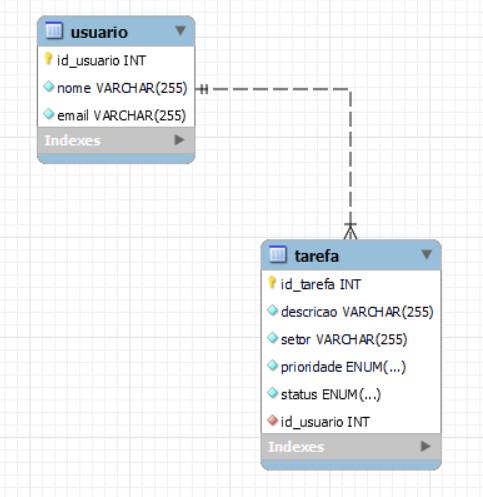 usuario
id_usuario INT
nome VARCHAR(255)
email VARCHAR(255)
Indexes
tarefa
id_tarefa INT
descricao VARCHAR(255)
setor VARCHAR(255)
prioridade ENUM(...)
status ENUM(...)
id_usuario INT
Indexes